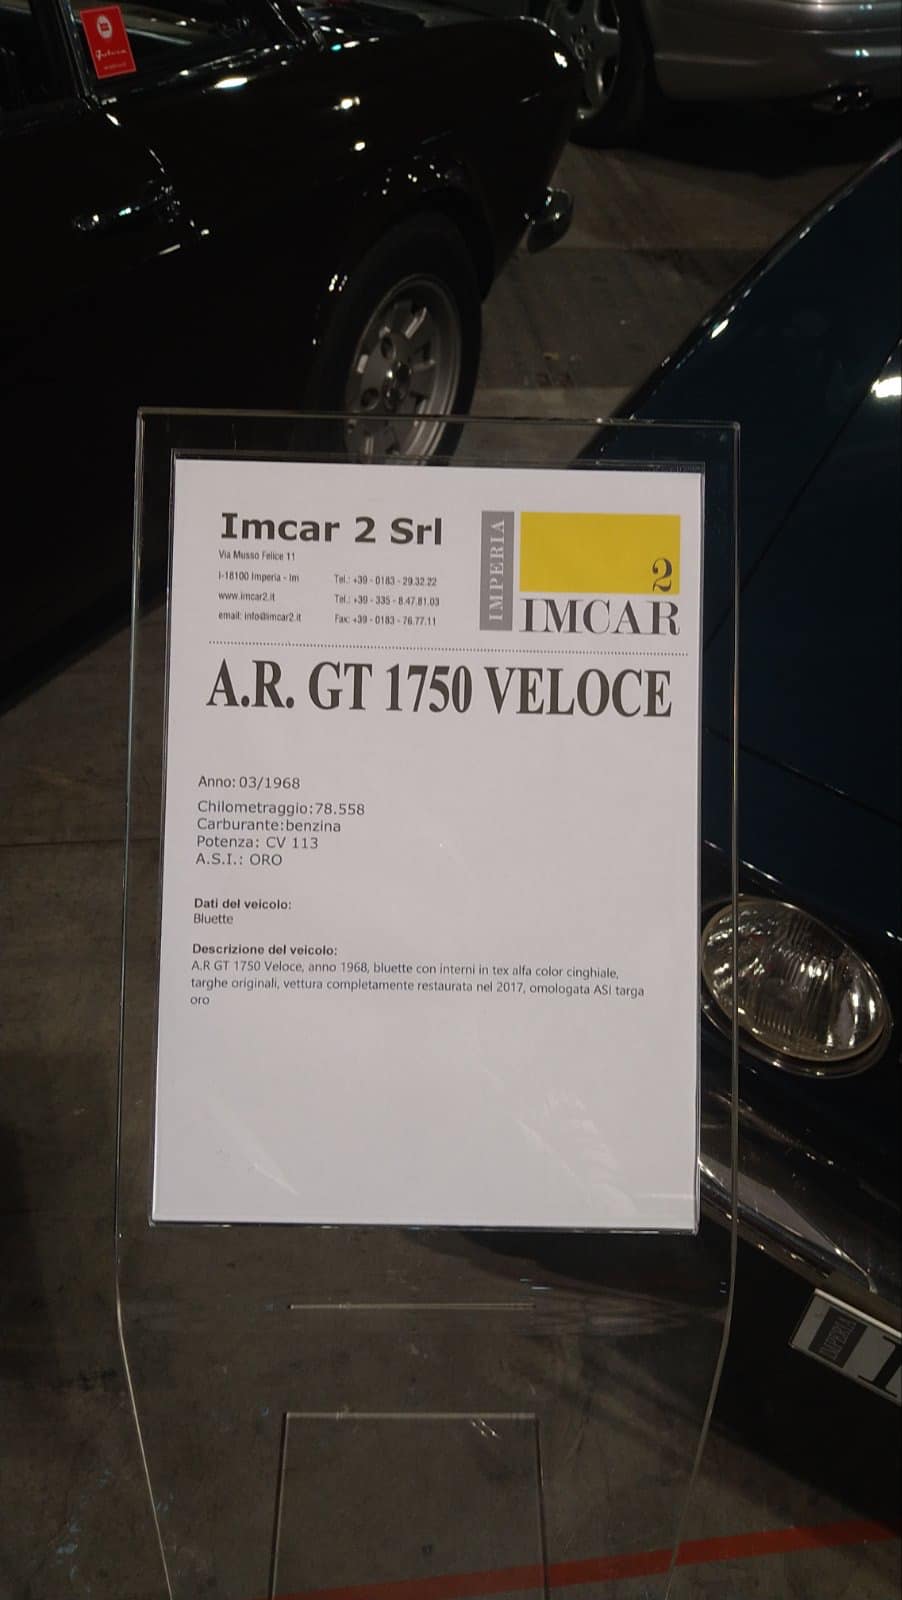 Imcar 2 Srl
Via Musso Felice 11
I-18100 Imperia - Im
Tel.: +39 - 0183 - 29.32.22
www.imcar2.it
Tel.: +39 - 335 - 8.47.81.03
email: info@imcar2.it
Fax: +39 - 0183 - 76.77.11
IMPERIA
2
IMCAR
A.R. GT 1750 VELOCE
Anno: 03/1968
Chilometraggio:78.558
Carburante:benzina
Potenza: CV 113
A.S.I.: ORO
Dati del veicolo:
Bluette
Descrizione del veicolo:
A.R GT 1750 Veloce, anno 1968, bluette con interni in tex alfa color cinghiale,
targhe originali, vettura completamente restaurata nel 2017, omologata ASI targa
oro
IMPERIA